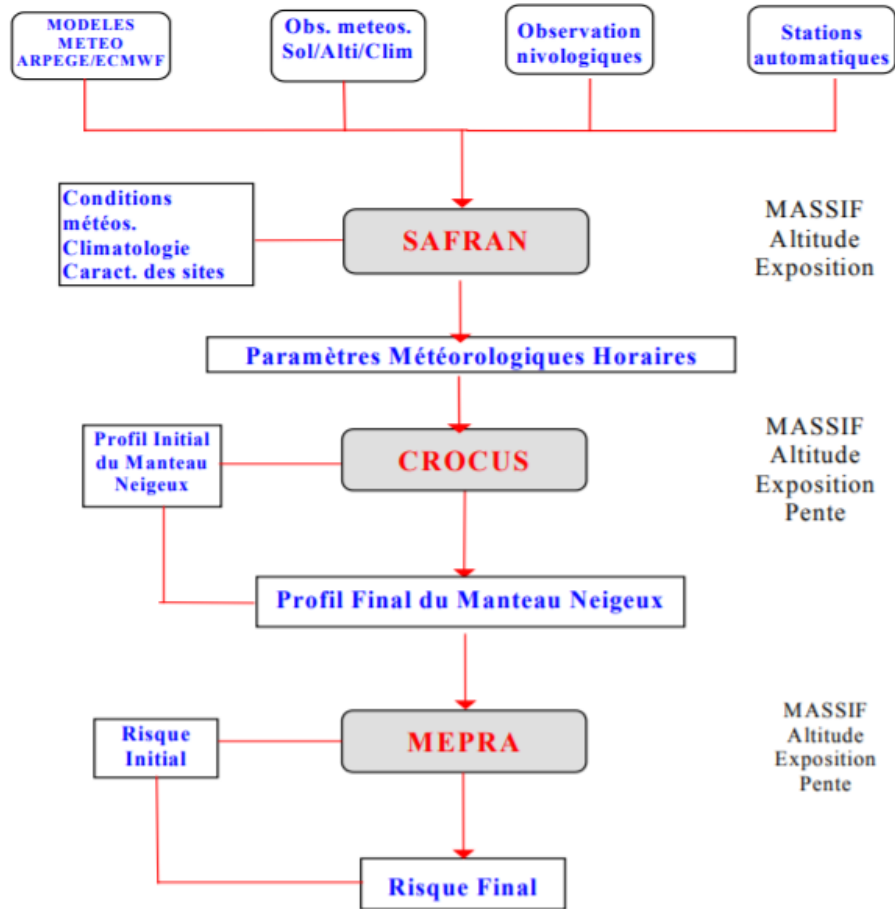 MODELES
METEO
ARPEGE/ECMWF
Obs. meteos.
Sol/Alti/Clim
Observation
nivologiques
Stations
automatiques
Conditions
météos.
Climatologie
Caract. des sites
SAFRAN
MASSIF
Altitude
Exposition
Paramètres Météorologiques Horaires
Profil Initial
du Manteau
Neigeux
CROCUS
MASSIF
Altitude
Exposition
Pente
Profil Final du Manteau Neigeux
Risque
Initial
MEPRA
MASSIF
Altitude
Exposition
Pente
Risque Final